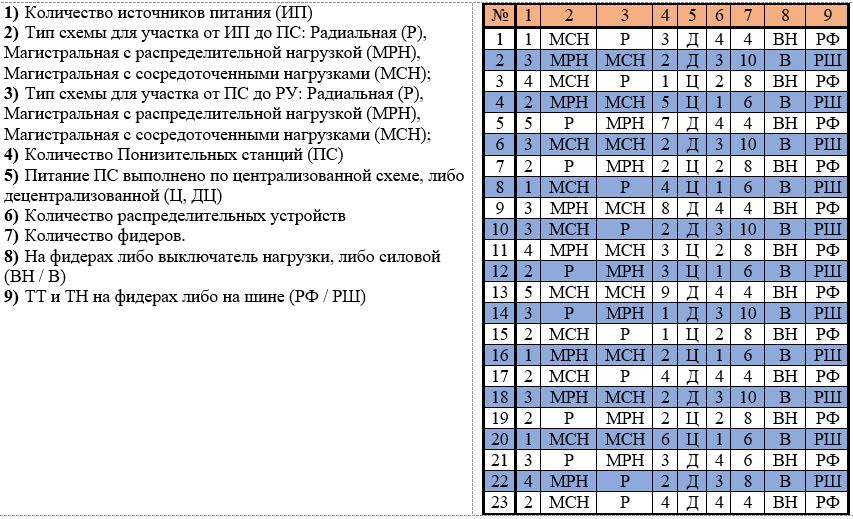 1) Количество источников питания (ИП)
2) Тип схемы для участка от ИП до ПС: Радиальная (Р),
Магистральная с распределительной нагрузкой (МРН),
Магистральная с сосредоточенными нагрузками (МСН);
3) Тип схемы для участка от ПС до РУ: Радиальная (Р),
Магистральная с распределительной нагрузкой (МРН),
Магистральная с сосредоточенными нагрузками (МСН);
4) Количество Понизительных станций (ПС)
5) Питание ПС выполнено по централизованной схеме, либо
децентрализованной (Ц, ДЦ)
6) Количество распределительных устройств
7) Количество фидеров.
8) На фидерах либо выключатель нагрузки, либо силовой
(ВН / В)
9) ТТ и ТН на фидерах либо на шине (РФ / РШ)
№ 1 2 3 4 5 6 7 8 9
1 1 МСН Р 3 Д 4 4 ВН РФ
2 3 МРН МСН 2 Д 3 10 В РШ
3 4 МСН Р 1 Ц 2 8 ВН РФ
4 2 МРН МСН 5 Ц 1 6 В РШ
5 5 Р МРН 7 Д 4 4 ВН РФ
6 3 МСН МСН 2 Д 3 10 В РШ
7 2 Р МРН 2 Ц 2 8 ВН РФ
8 1 МСН Р 4 Ц 1 6 В РШ
9 3 МРН МСН 8 Д 4 4 ВН РФ
10 3 МСН Р 2 Д 3 10 В РШ
11 4 МРН МСН 3 Ц 2 8 ВН РФ
12 2 Р МРН 3 Ц 1 6 В РШ
13 5 МСН МСН 9 Д 4 4 ВН РФ
14 3 Р МРН 1 Д 3 10 В РШ
15 2 МСН Р 1 Ц 2 8 ВН РФ
16 1 МРН МСН 2 Ц 1 6 В РШ
17 2 МСН Р 4 Д 4 4 ВН РФ
18 3 МРН МСН 2 Д 3 10 В РШ
19 2 Р МРН 2 Ц 2 8 ВН РФ
20 1 МСН МСН 6 Ц 1 6 В РШ
21 3 Р МРН 3 Д 4 6 ВН РФ
22 4 МРН Р 2 Д 3 8 В РШ
23 2 МСН Р 4 Д 4 4 ВН РФ